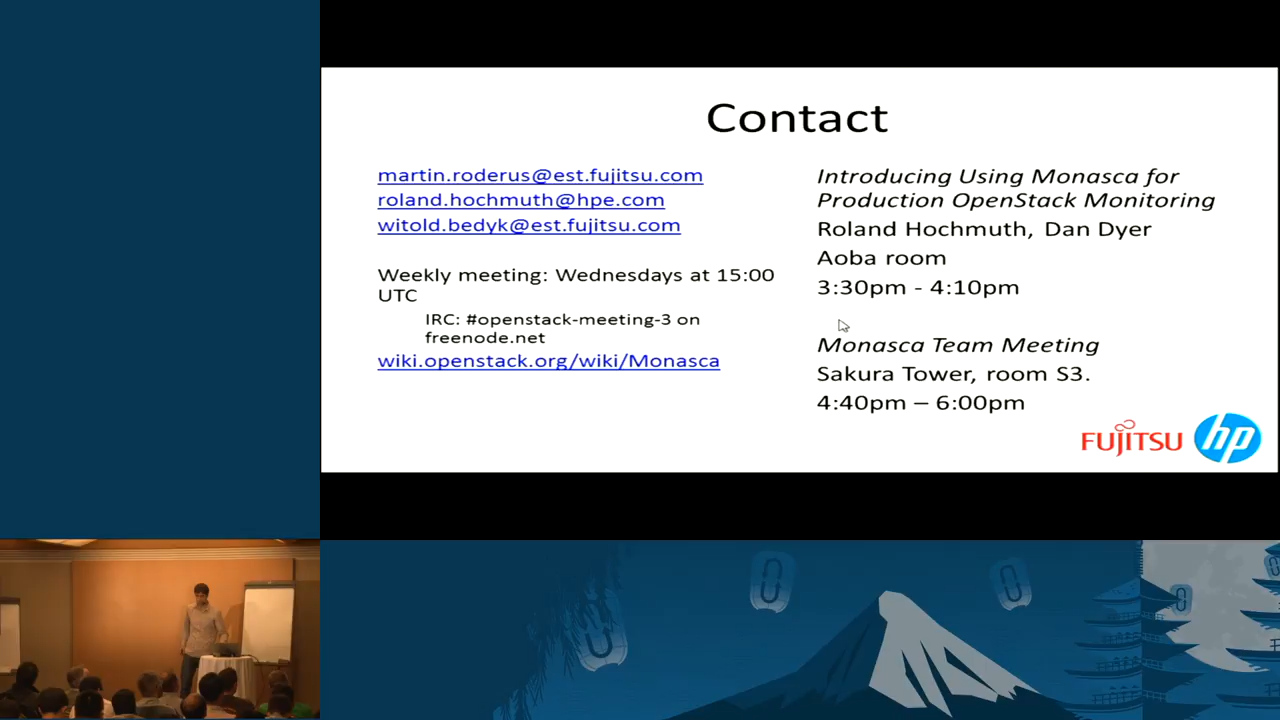 Contact
martin.roderus@est.fujitsu.com
roland.hochmuth@hpe.com
witold.bedyk@est.fujitsu.com
Weekly meeting: Wednesdays at 15:00
UTC
IRC: #openstack-meeting-3 on
freenode.net
wiki.openstack.org/wiki/Monasca
Introducing Using Monasca for
Production OpenStack Monitoring
Roland Hochmuth, Dan Dyer
Aoba room
3:30pm - 4:10pm
Monasca Team Meeting
Sakura Tower, room S3.
4:40pm – 6:00pm
FUJITSU
hp